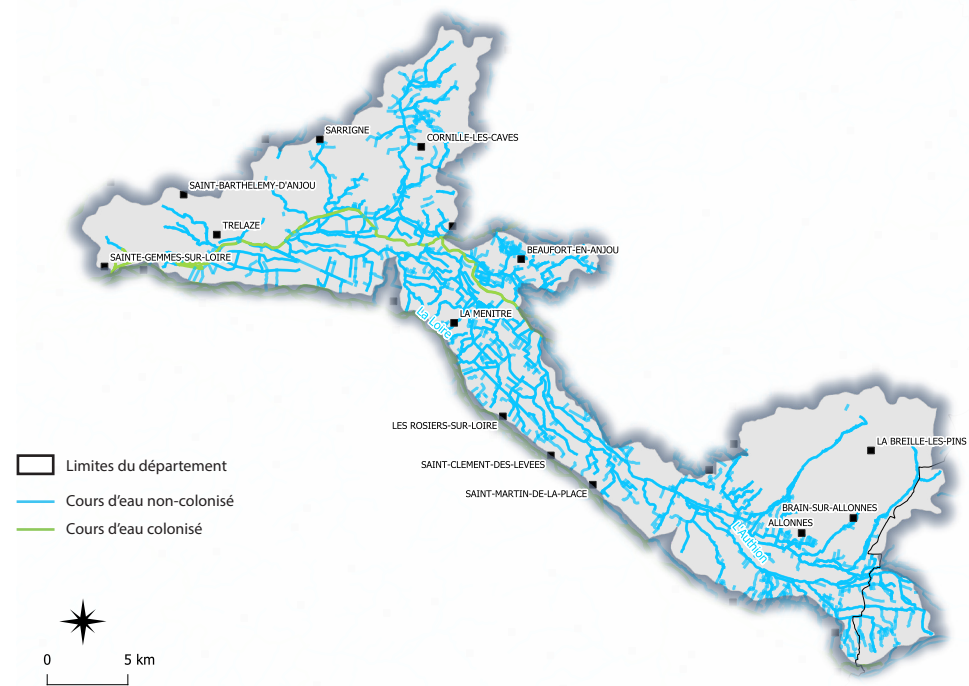 SARRIGNE
CORNILLE-LES-CAVES
SAINT-BARTHELEMY-D'ANJOU
TRELAZE
SAINTE-GEMMES-SUR-LOIRE
BEAUFORT-EN-ANJOU
La Loire
LA MENITRE
LES ROSIERS-SUR-LOIRE
LA BREILLE-LES-PINS
SAINT-CLEMENT-DES-LEVEES
SAINT-MARTIN-DE-LA-PLACE
BRAIN-SUR-ALLONNES
ALLONNES
L'Authion
Limites du département
Cours d'eau non-colonisé
Cours d'eau colonisé
0 5 km